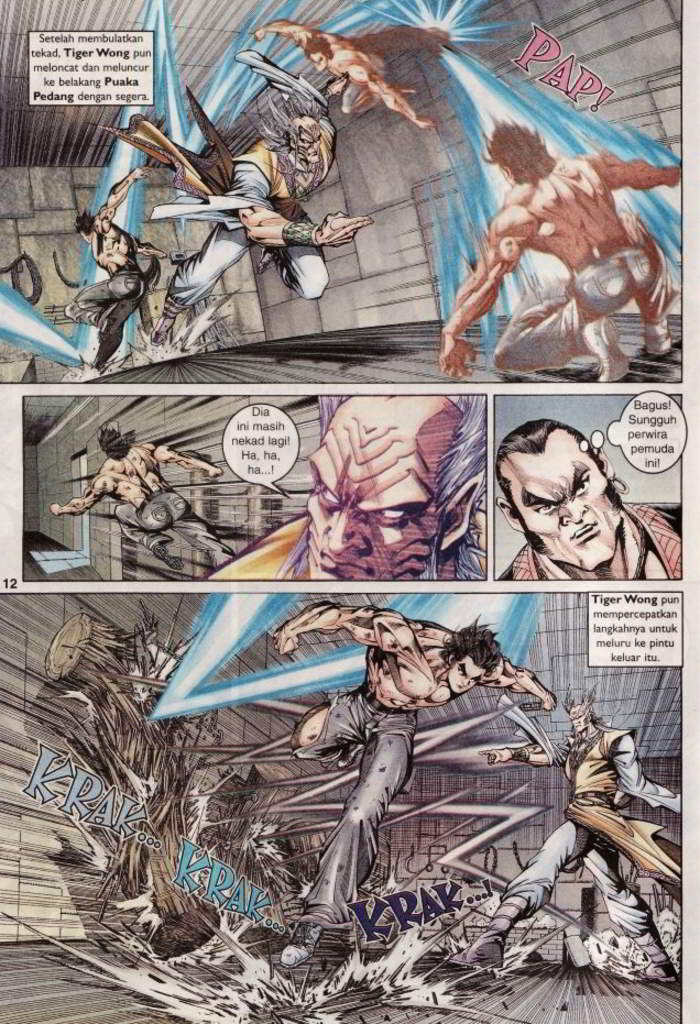 Setelah membulatkan
tekad, Tiger Wong pun
meloncat dan meluncur
ke belakang Puaka
Pedang dengan segera.
PAP!
Dia
ini masih
nekad lagi!
Ha, ha,
ha...!
Bagus!
Sungguh
perwira
pemuda
ini!
12
Tiger Wong pun
mempercepatkan
langkahnya untuk
meluru ke pintu
keluar itu.
KRAK...
KRAK...
KRAK...!